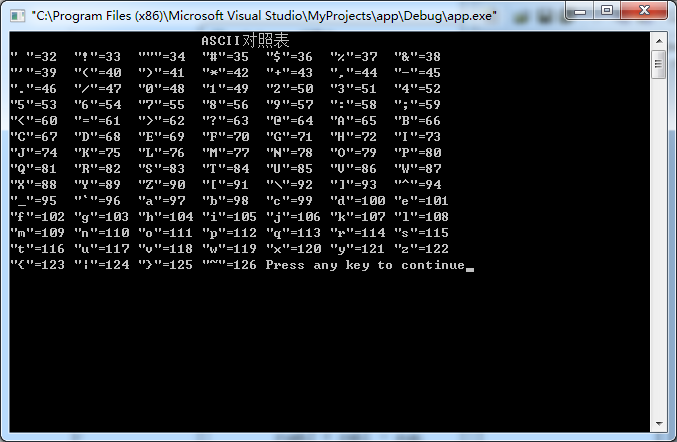 "C:\Program Files (x86)\Microsoft Visual Studio\MyProjects\app\Debug\app.exe"
ASCII对照表
" "=32 "!"=33 """=34 "#"=35 "$"=36 "%"=37 "&"=38
"'"=39 "("=40 ")"=41 "*"=42 "+"=43 ","=44 "-"=45
"."=46 "/"=47 "0"=48 "1"=49 "2"=50 "3"=51 "4"=52
"5"=53 "6"=54 "7"=55 "8"=56 "9"=57 ":"=58 ";"=59
"<"=60 "="=61 ">"=62 "?"=63 "@"=64 "A"=65 "B"=66
"C"=67 "D"=68 "E"=69 "F"=70 "G"=71 "H"=72 "I"=73
"J"=74 "K"=75 "L"=76 "M"=77 "N"=78 "O"=79 "P"=80
"Q"=81 "R"=82 "S"=83 "T"=84 "U"=85 "V"=86 "W"=87
"X"=88 "Y"=89 "Z"=90 "["=91 "\"=92 "]"=93 "^"=94
"_"=95 "`"=96 "a"=97 "b"=98 "c"=99 "d"=100 "e"=101
"f"=102 "g"=103 "h"=104 "i"=105 "j"=106 "k"=107 "l"=108
"m"=109 "n"=110 "o"=111 "p"=112 "q"=113 "r"=114 "s"=115
"t"=116 "u"=117 "v"=118 "w"=119 "x"=120 "y"=121 "z"=122
"{"=123 "¦"=124 "}"=125 "~"=126 Press any key to continue